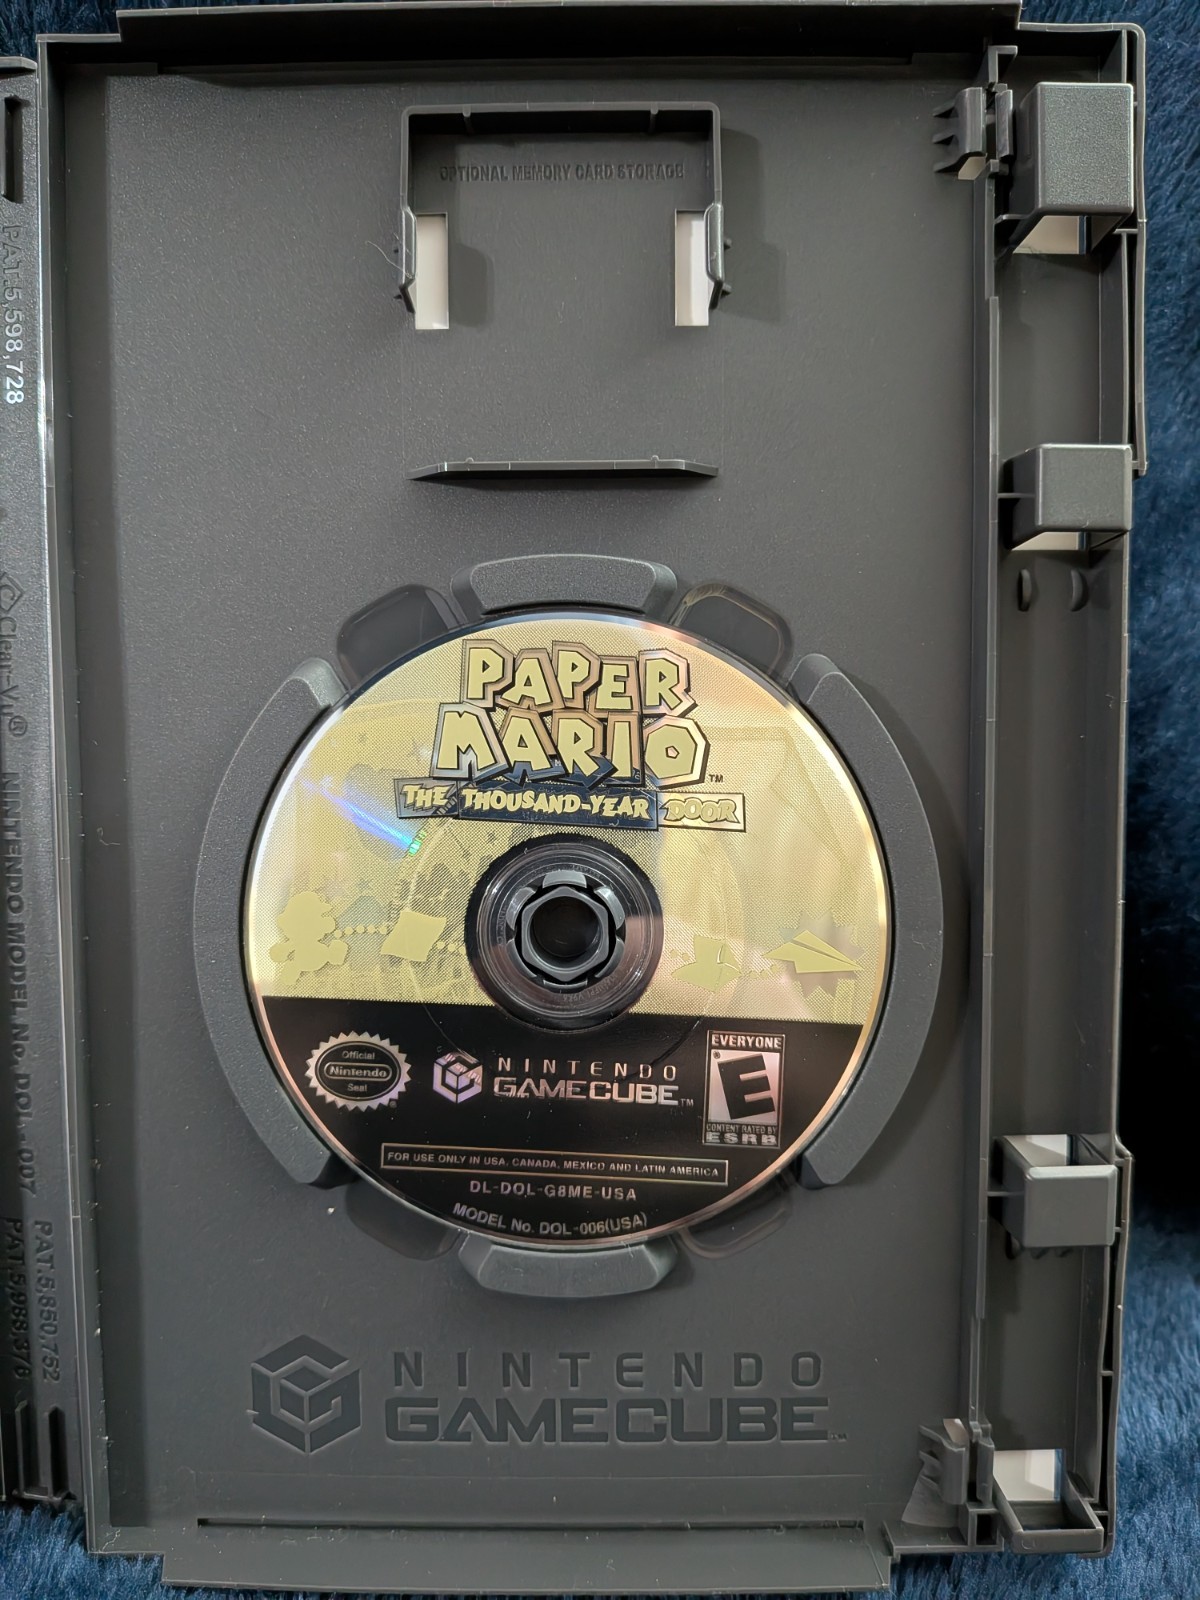 OPTIONAL MEMORY CARD STORAGE
PAT.5,598,728
Clear-Vu® NINTENDO MODEL No. DOL-007
PAT.5,850,752
PAT.5,988,376
PAPER
MARIO™
THE THOUSAND-YEAR DOOR
Official
Nintendo
Seal
®
NINTENDO
GAMECUBE™
EVERYONE
E
CONTENT RATED BY
ESRB
FOR USE ONLY IN USA, CANADA, MEXICO AND LATIN AMERICA
DL-DOL-G8ME-USA
MODEL No. DOL-006(USA)
NINTENDO
GAMECUBE™